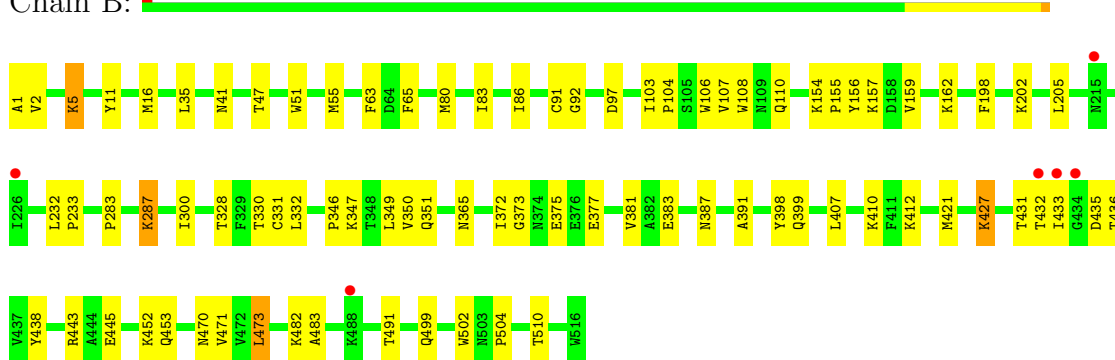 Chain B:
A1 V2 K5 Y11 M16 L35 N41 T47 W51 M55 F63 D64 F65 M80 I83 I86 C91 G92 D97 I103 P104 S105 W106 V107 W108 N109 Q110 K154 P155 Y156 K157 D158 V159 K162 F198 K202 L205 N215
I226 L232 P233 P283 K287 I300 T328 F329 T330 C331 L332 P346 K347 T348 L349 V350 Q351 N365 I372 G373 N374 E375 E376 E377 V381 A382 E383 N387 A391 Y398 Q399 L407 K410 F411 K412 M421 K427 T431 T432 I433 G434 D435 T436
V437 Y438 R443 A444 E445 K452 Q453 N470 V471 V472 L473 K482 A483 K488 T491 Q499 W502 N503 P504 T510 W516